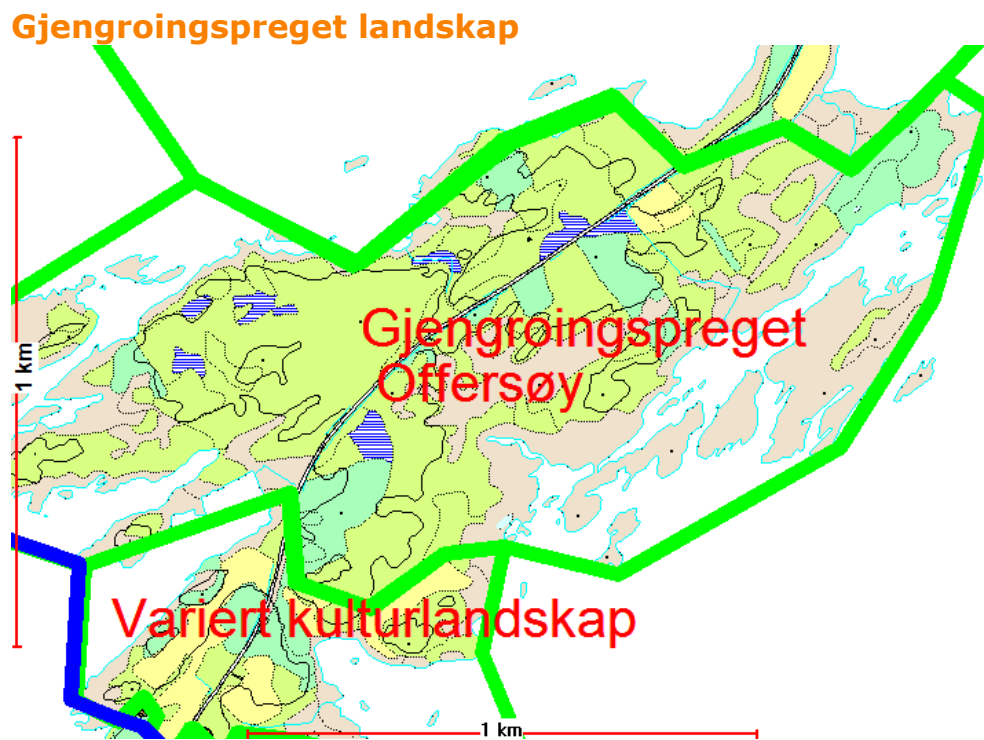 Gjengroingspreget landskap
1 km
Gjengroingspreget
Offersøy
Variert kulturlandskap
1 km